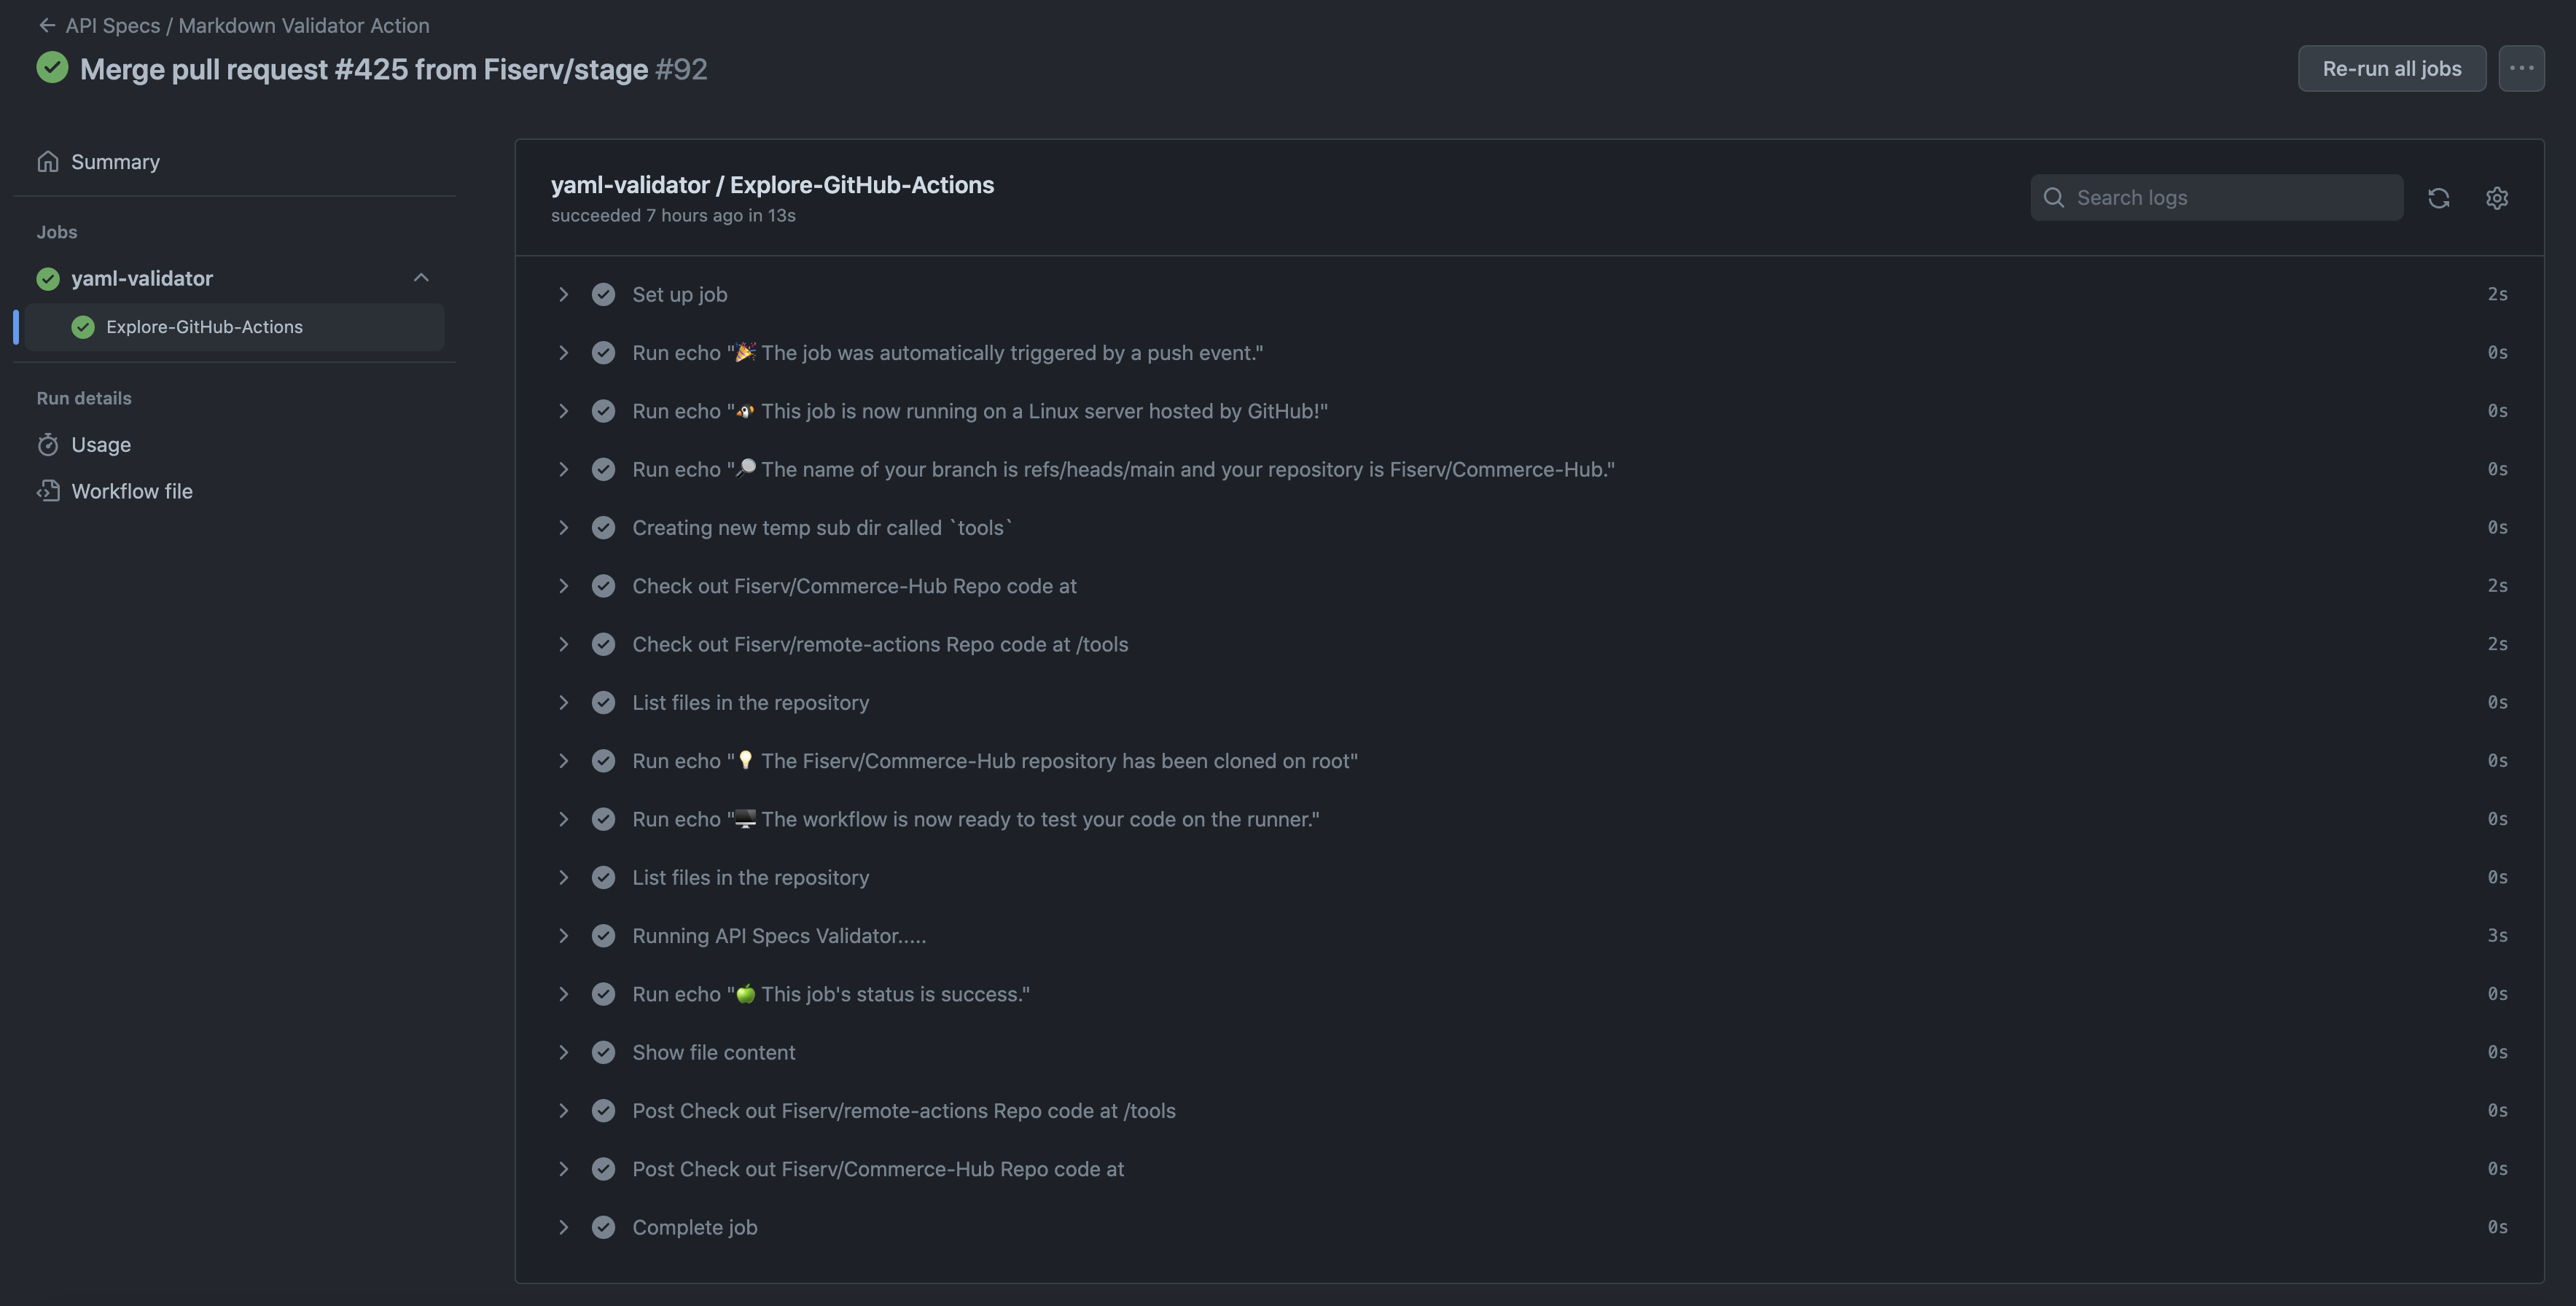 ← API Specs / Markdown Validator Action
Merge pull request #425 from Fiserv/stage #92
Re-run all jobs
...
Summary
Jobs
yaml-validator
Explore-GitHub-Actions
Run details
Usage
Workflow file
yaml-validator / Explore-GitHub-Actions
succeeded 7 hours ago in 13s
Search logs
Set up job 2s
Run echo "🎉 The job was automatically triggered by a push event." 0s
Run echo "🐧 This job is now running on a Linux server hosted by GitHub!" 0s
Run echo "🔎 The name of your branch is refs/heads/main and your repository is Fiserv/Commerce-Hub." 0s
Creating new temp sub dir called `tools` 0s
Check out Fiserv/Commerce-Hub Repo code at 2s
Check out Fiserv/remote-actions Repo code at /tools 2s
List files in the repository 0s
Run echo "💡 The Fiserv/Commerce-Hub repository has been cloned on root" 0s
Run echo "🖥️ The workflow is now ready to test your code on the runner." 0s
List files in the repository 0s
Running API Specs Validator..... 3s
Run echo "🍏 This job's status is success." 0s
Show file content 0s
Post Check out Fiserv/remote-actions Repo code at /tools 0s
Post Check out Fiserv/Commerce-Hub Repo code at 0s
Complete job 0s